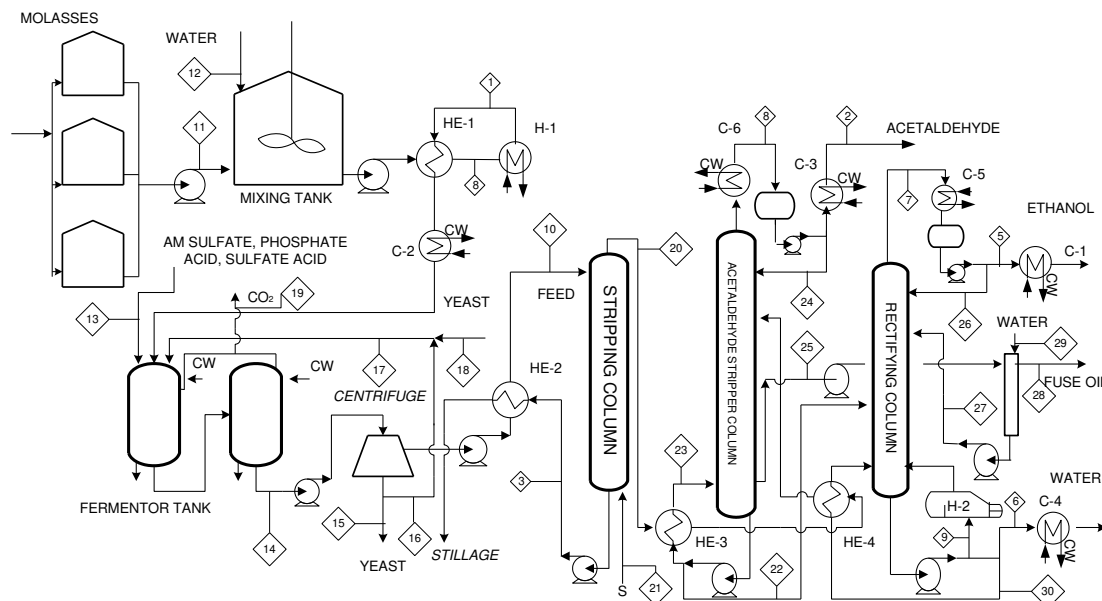 MOLASSES
WATER
12
11
MIXING TANK
HE-1
1
H-1
8
C-2
CW
AM SULFATE, PHOSPHATE
ACID, SULFATE ACID
13
CO2
19
YEAST
CW
CW
17
18
CENTRIFUGE
FERMENTOR TANK
14
15
16
YEAST
STILLAGE
HE-2
10
FEED
3
STRIPPING COLUMN
20
S
21
C-6
CW
8
C-3
CW
2
ACETALDEHYDE
ACETALDEHYDE STRIPPER COLUMN
24
25
23
HE-3
22
HE-4
7
C-5
5
ETHANOL
C-1
CW
26
RECTIFYING COLUMN
WATER
29
28
FUSE OIL
27
H-2
9
6
WATER
C-4
CW
30